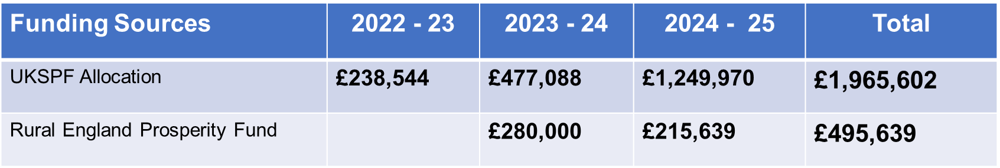 Funding Sources 2022 - 23 2023 - 24 2024 - 25 Total
UKSPF Allocation £238,544 £477,088 £1,249,970 £1,965,602
Rural England Prosperity Fund £280,000 £215,639 £495,639